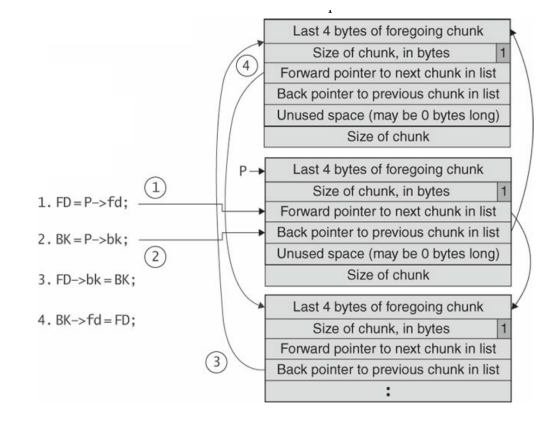 Last 4 bytes of foregoing chunk
Size of chunk, in bytes 1
④ Forward pointer to next chunk in list
Back pointer to previous chunk in list
Unused space (may be 0 bytes long)
Size of chunk
P Last 4 bytes of foregoing chunk
① Size of chunk, in bytes 1
1. FD=P->fd; Forward pointer to next chunk in list
2. BK=P->bk; Back pointer to previous chunk in list
② Unused space (may be 0 bytes long)
3. FD->bk=BK; Size of chunk
4. BK->fd=FD; Last 4 bytes of foregoing chunk
Size of chunk, in bytes 1
Forward pointer to next chunk in list
③ Back pointer to previous chunk in list
: